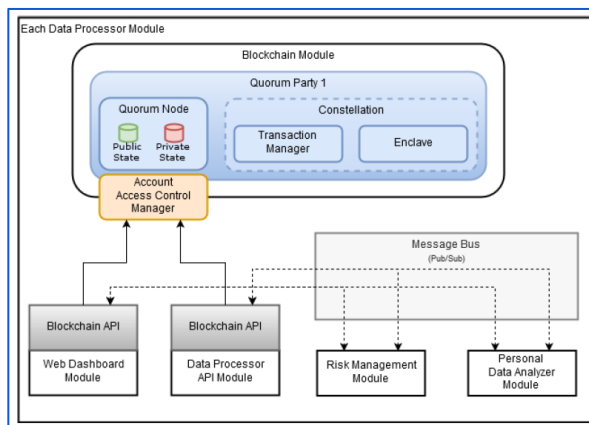 Each Data Processor Module
Blockchain Module
Quorum Party 1
Quorum Node
Public
State
Private
State
Constellation
Transaction
Manager
Enclave
Account
Access Control
Manager
Message Bus
(Pub/Sub)
Blockchain API
Web Dashboard
Module
Blockchain API
Data Processor
API Module
Risk Management
Module
Personal
Data Analyzer
Module